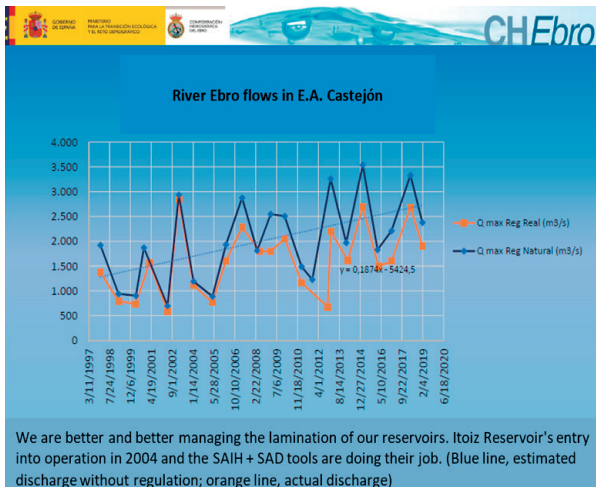 GOBIERNO
DE ESPAÑA
MINISTERIO
PARA LA TRANSICIÓN ECOLÓGICA
Y EL RETO DEMOGRÁFICO
CONFEDERACIÓN
HIDROGRÁFICA
DEL EBRO
CHEbro
River Ebro flows in E.A. Castejón
4.000
3.500
3.000
2.500
2.000
1.500
1.000
500
0
y = 0,1874x - 5424,5
Q max Reg Real (m3/s)
Q max Reg Natural (m3/s)
3/11/1997
7/24/1998
12/6/1999
4/19/2001
9/1/2002
1/14/2004
5/28/2005
10/10/2006
2/22/2008
7/6/2009
11/18/2010
4/1/2012
8/14/2013
12/27/2014
5/10/2016
9/22/2017
2/4/2019
6/18/2020
We are better and better managing the lamination of our reservoirs. Itoiz Reservoir's entry
into operation in 2004 and the SAIH + SAD tools are doing their job. (Blue line, estimated
discharge without regulation; orange line, actual discharge)